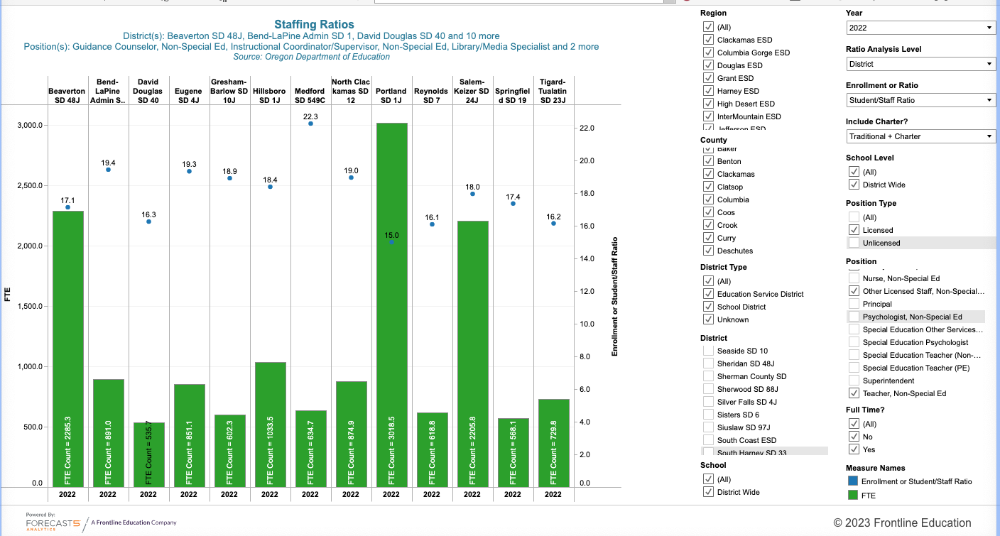 Staffing Ratios
District(s): Beaverton SD 48J, Bend-LaPine Admin SD 1, David Douglas SD 40 and 10 more
Position(s): Guidance Counselor, Non-Special Ed, Instructional Coordinator/Supervisor, Non-Special Ed, Library/Media Specialist and 2 more
Source: Oregon Department of Education
Beaverton
SD 48J
Bend-
LaPine
Admin S..
David
Douglas
SD 40
Eugene
SD 4J
Gresham-
Barlow SD
10J
Hillsboro
SD 1J
Medford
SD 549C
North Clac
kamas SD
12
Portland
SD 1J
Reynolds
SD 7
Salem-
Keizer SD
24J
Springfiel
d SD 19
Tigard-
Tualatin
SD 23J
FTE
3,000.0
2,500.0
2,000.0
1,500.0
1,000.0
500.0
0.0
17.1
19.4
16.3
19.3
18.9
18.4
22.3
19.0
15.0
16.1
18.0
17.4
16.2
FTE Count = 2285.3
FTE Count = 891.0
FTE Count = 535.7
FTE Count = 851.1
FTE Count = 602.3
FTE Count = 1033.5
FTE Count = 634.7
FTE Count = 874.9
FTE Count = 3018.5
FTE Count = 618.8
FTE Count = 2205.8
FTE Count = 568.1
FTE Count = 729.8
22.0
20.0
18.0
16.0
14.0
12.0
10.0
8.0
6.0
4.0
2.0
0.0
Enrollment or Student/Staff Ratio
2022 2022 2022 2022 2022 2022 2022 2022 2022 2022 2022 2022 2022
Region
(All)
Clackamas ESD
Columbia Gorge ESD
Douglas ESD
Grant ESD
Harney ESD
High Desert ESD
InterMountain ESD
Jefferson ESD
County
Baker
Benton
Clackamas
Clatsop
Columbia
Coos
Crook
Curry
Deschutes
District Type
(All)
Education Service District
School District
Unknown
District
Seaside SD 10
Sheridan SD 48J
Sherman County SD
Sherwood SD 88J
Silver Falls SD 4J
Sisters SD 6
Siuslaw SD 97J
South Coast ESD
South Harney SD 33
School
(All)
District Wide
Year
2022
Ratio Analysis Level
District
Enrollment or Ratio
Student/Staff Ratio
Include Charter?
Traditional + Charter
School Level
(All)
District Wide
Position Type
(All)
Licensed
Unlicensed
Position
Nurse, Non-Special Ed
Other Licensed Staff, Non-Special...
Principal
Psychologist, Non-Special Ed
Special Education Other Services...
Special Education Psychologist
Special Education Teacher (Non-...
Special Education Teacher (PE)
Superintendent
Teacher, Non-Special Ed
Full Time?
(All)
No
Yes
Measure Names
Enrollment or Student/Staff Ratio
FTE
Powered By:
FORECAST5
ANALYTICS
A Frontline Education Company
© 2023 Frontline Education